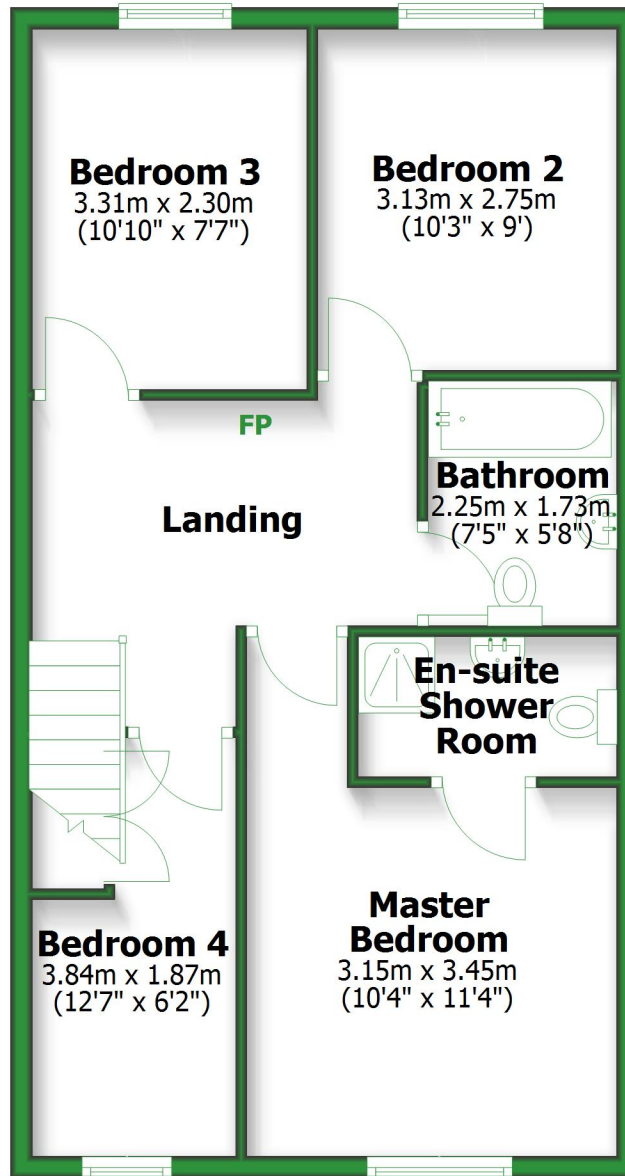 Bedroom 3
3.31m x 2.30m
(10'10" x 7'7")
Bedroom 2
3.13m x 2.75m
(10'3" x 9')
FP
Landing
Bathroom
2.25m x 1.73m
(7'5" x 5'8")
En-suite
Shower
Room
Master
Bedroom
3.15m x 3.45m
(10'4" x 11'4")
Bedroom 4
3.84m x 1.87m
(12'7" x 6'2")